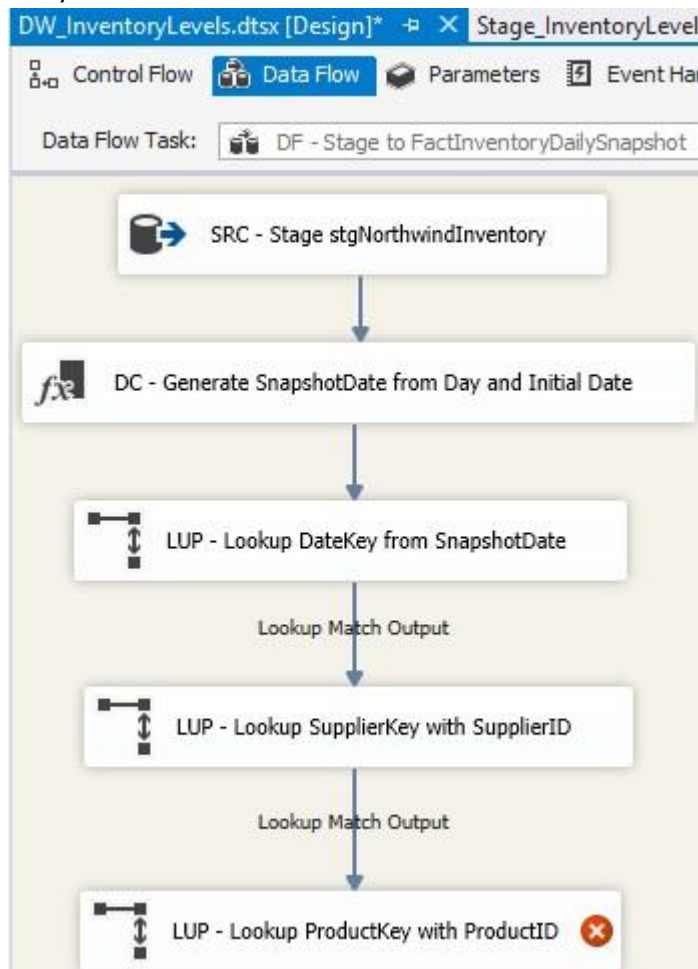 DW_InventoryLevels.dtsx [Design]* Stage_InventoryLevel
Control Flow Data Flow Parameters Event Ha
Data Flow Task: DF - Stage to FactInventoryDailySnapshot
SRC - Stage stgNorthwindInventory
DC - Generate SnapshotDate from Day and Initial Date
LUP - Lookup DateKey from SnapshotDate
Lookup Match Output
LUP - Lookup SupplierKey with SupplierID
Lookup Match Output
LUP - Lookup ProductKey with ProductID